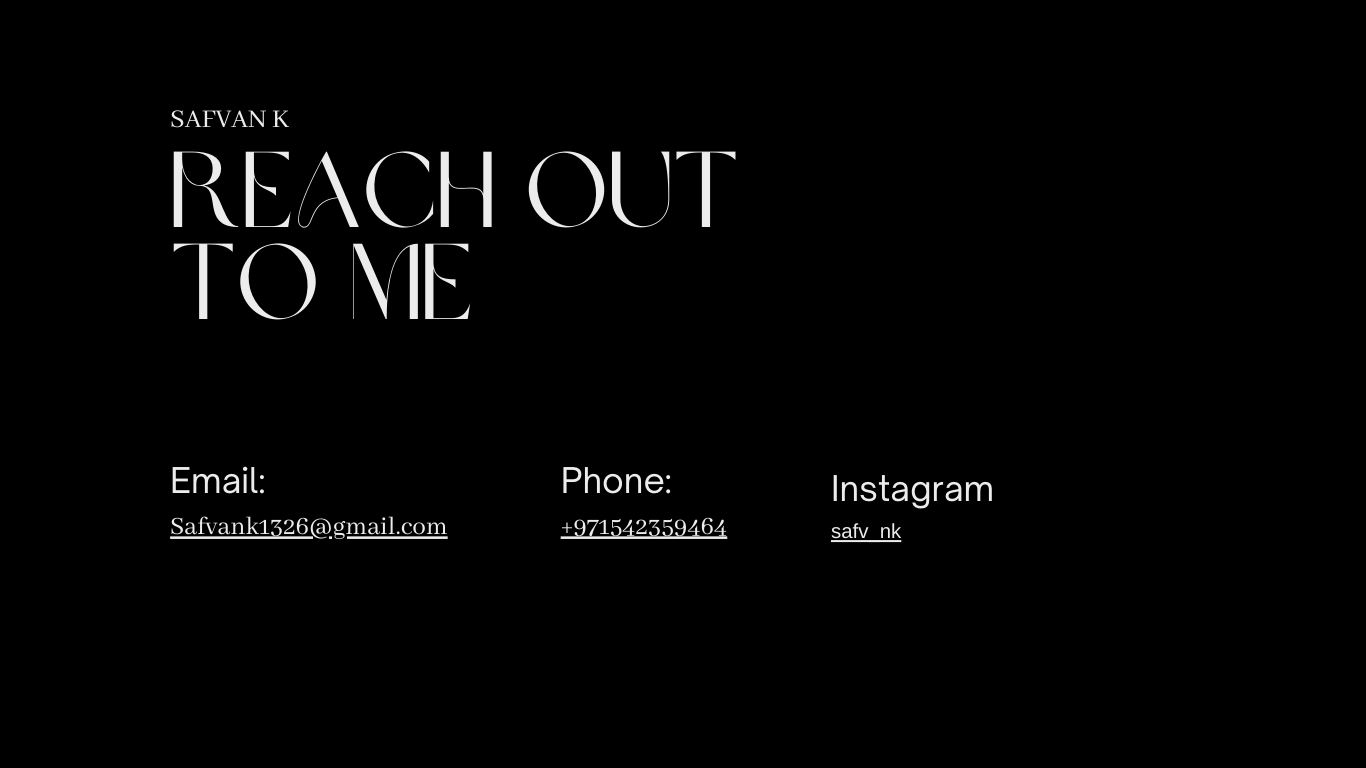 SAFVAN K
REACH OUT
TO ME
Email:
Safvank1326@gmail.com
Phone:
+971542359464
Instagram
safv_nk